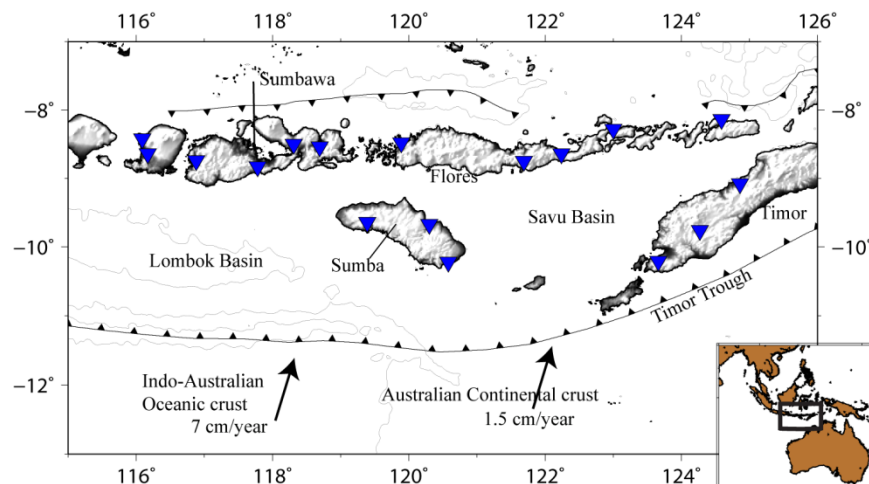 116° 118° 120° 122° 124° 126°
Sumbawa
−8° −8°
Flores
Savu Basin
Timor
−10° −10°
Lombok Basin
Sumba
Timor Trough
−12°
Indo-Australian
Oceanic crust
7 cm/year
Australian Continental crust
1.5 cm/year
116° 118° 120° 122° 124°